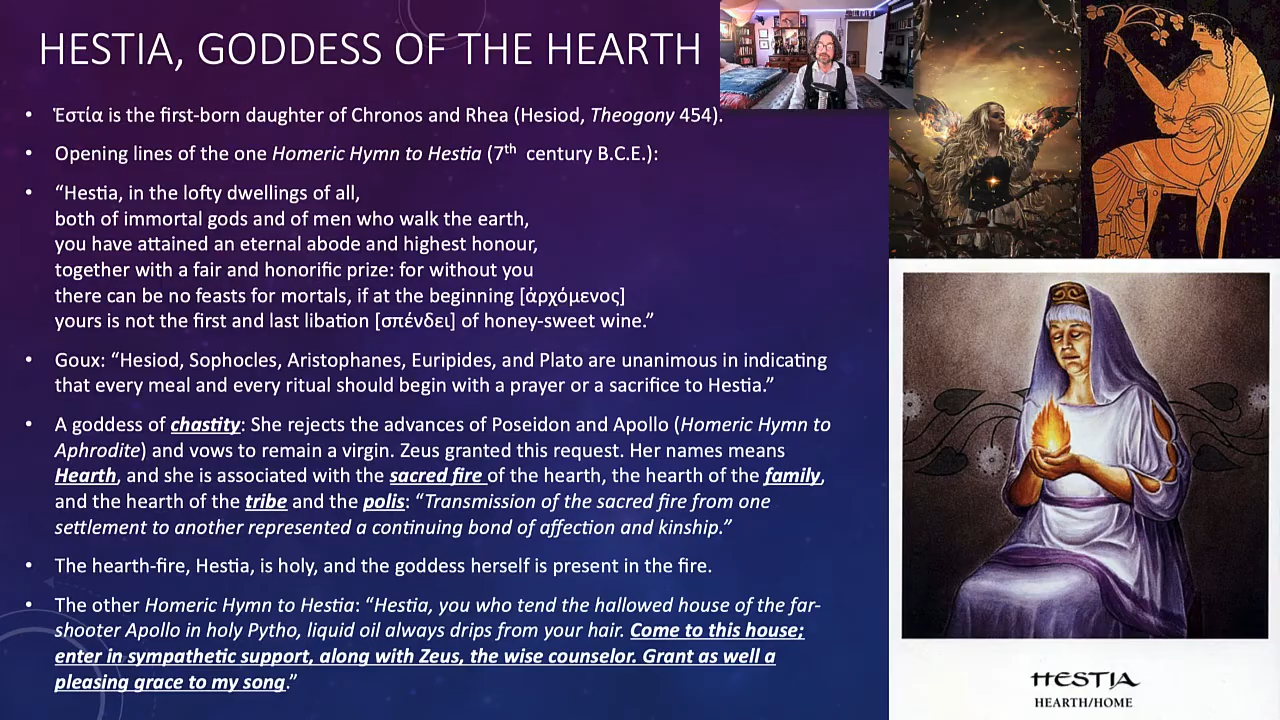 HESTIA, GODDESS OF THE HEARTH
• Ἑστία is the first-born daughter of Chronos and Rhea (Hesiod, Theogony 454).
• Opening lines of the one Homeric Hymn to Hestia (7th century B.C.E.):
• “Hestia, in the lofty dwellings of all,
both of immortal gods and of men who walk the earth,
you have attained an eternal abode and highest honour,
together with a fair and honorific prize: for without you
there can be no feasts for mortals, if at the beginning [ἀρχόμενος]
yours is not the first and last libation [σπένδει] of honey-sweet wine.”
• Goux: “Hesiod, Sophocles, Aristophanes, Euripides, and Plato are unanimous in indicating
that every meal and every ritual should begin with a prayer or a sacrifice to Hestia.”
• A goddess of chastity: She rejects the advances of Poseidon and Apollo (Homeric Hymn to
Aphrodite) and vows to remain a virgin. Zeus granted this request. Her names means
Hearth, and she is associated with the sacred fire of the hearth, the hearth of the family,
and the hearth of the tribe and the polis: “Transmission of the sacred fire from one
settlement to another represented a continuing bond of affection and kinship.”
• The hearth-fire, Hestia, is holy, and the goddess herself is present in the fire.
• The other Homeric Hymn to Hestia: “Hestia, you who tend the hallowed house of the far-
shooter Apollo in holy Pytho, liquid oil always drips from your hair. Come to this house;
enter in sympathetic support, along with Zeus, the wise counselor. Grant as well a
pleasing grace to my song.”
HESTIA
HEARTH/HOME